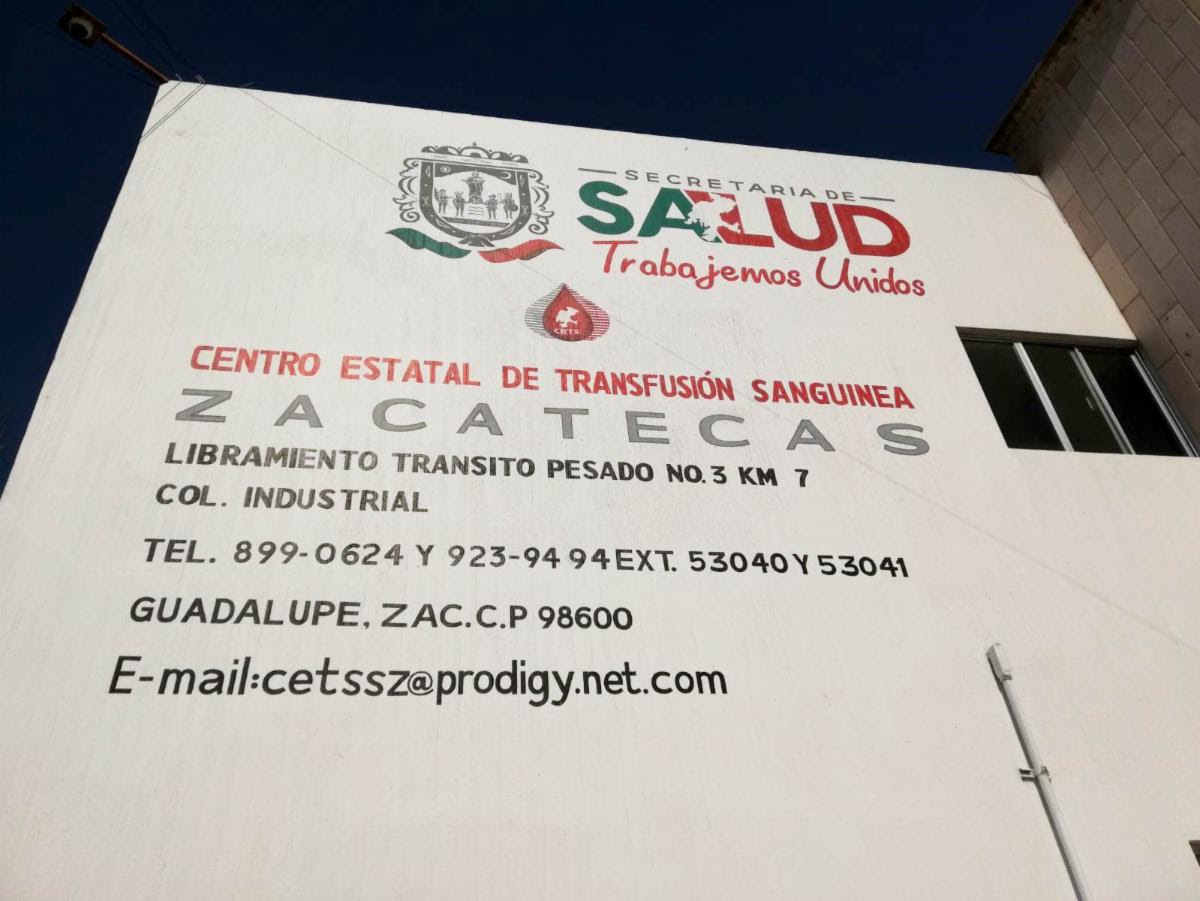 SECRETARIA DE
SALUD
Trabajemos Unidos
CETS
CENTRO ESTATAL DE TRANSFUSIÓN SANGUINEA
ZACATECAS
LIBRAMIENTO TRANSITO PESADO NO.3 KM 7
COL. INDUSTRIAL
TEL. 899-0624 Y 923-94 94 EXT. 53040 Y 53041
GUADALUPE, ZAC.C.P 98600
E-mail:cetssz@prodigy.net.com